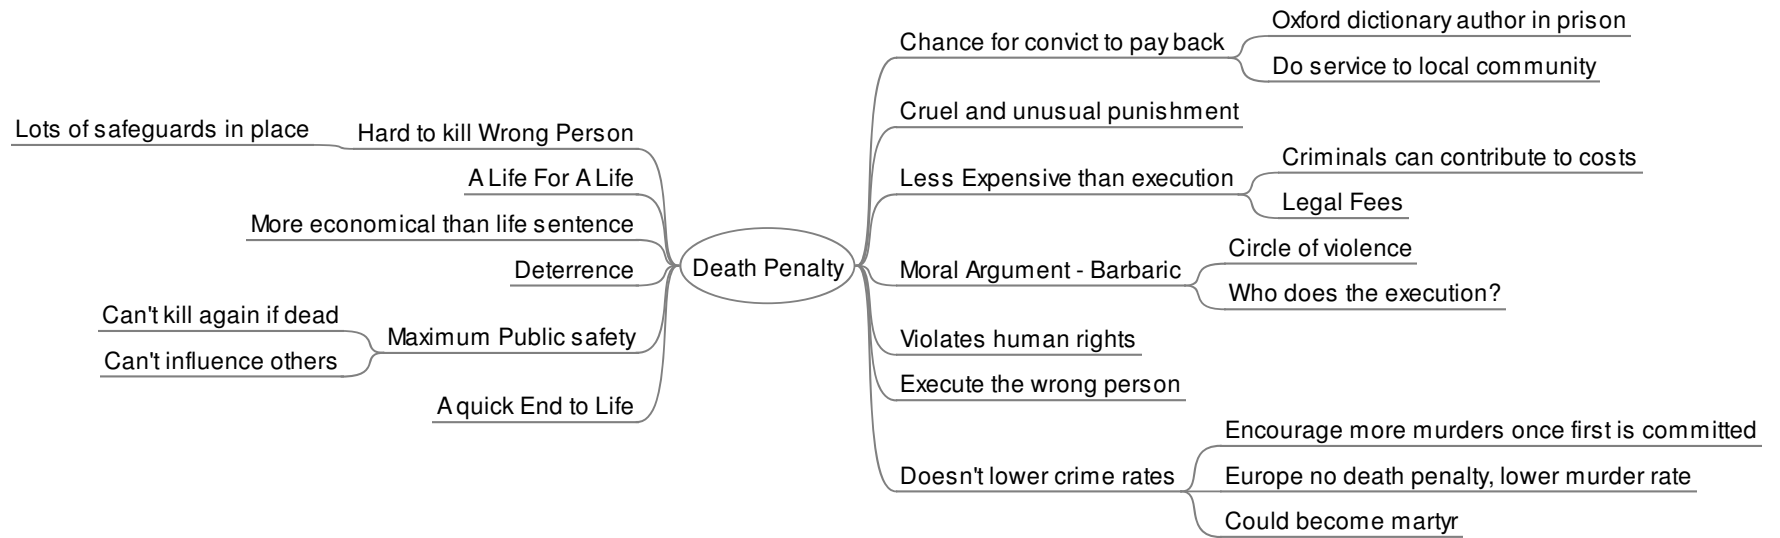 Death Penalty
Lots of safeguards in place
Hard to kill Wrong Person
A Life For A Life
More economical than life sentence
Deterrence
Can't kill again if dead
Can't influence others
Maximum Public safety
A quick End to Life
Chance for convict to pay back
Oxford dictionary author in prison
Do service to local community
Cruel and unusual punishment
Less Expensive than execution
Criminals can contribute to costs
Legal Fees
Moral Argument - Barbaric
Circle of violence
Who does the execution?
Violates human rights
Execute the wrong person
Doesn't lower crime rates
Encourage more murders once first is committed
Europe no death penalty, lower murder rate
Could become martyr